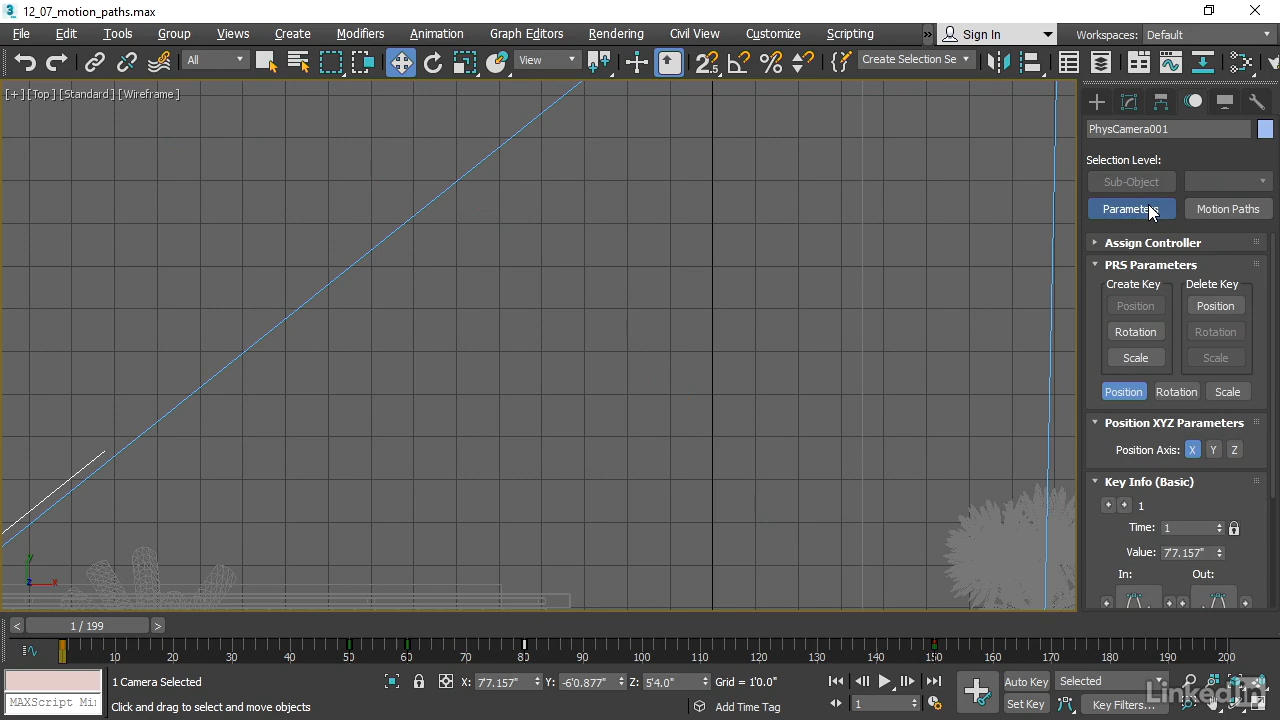 12_07_motion_paths.max
File Edit Tools Group Views Create Modifiers Animation Graph Editors Rendering Civil View Customize Scripting » Sign In Workspaces: Default
All View Create Selection Se
[+] [Top] [Standard] [Wireframe]
PhysCamera001
Selection Level:
Sub-Object
Parameters Motion Paths
Assign Controller
PRS Parameters
Create Key Delete Key
Position Position
Rotation Rotation
Scale Scale
Position Rotation Scale
Position XYZ Parameters
Position Axis: X Y Z
Key Info (Basic)
1
Time: 1
Value: 7'7.157"
In: Out:
y
z x
< 1 / 199 >
10 20 30 40 50 60 70 80 90 100 110 120 130 140 150 160 170 180 190 200
1 Camera Selected X: 7'7.157" Y: -6'0.877" Z: 5'4.0" Grid = 1'0.0" Auto Key Selected
MAXScript Mi Click and drag to select and move objects Add Time Tag 1 Set Key Key Filters...
LinkedIn